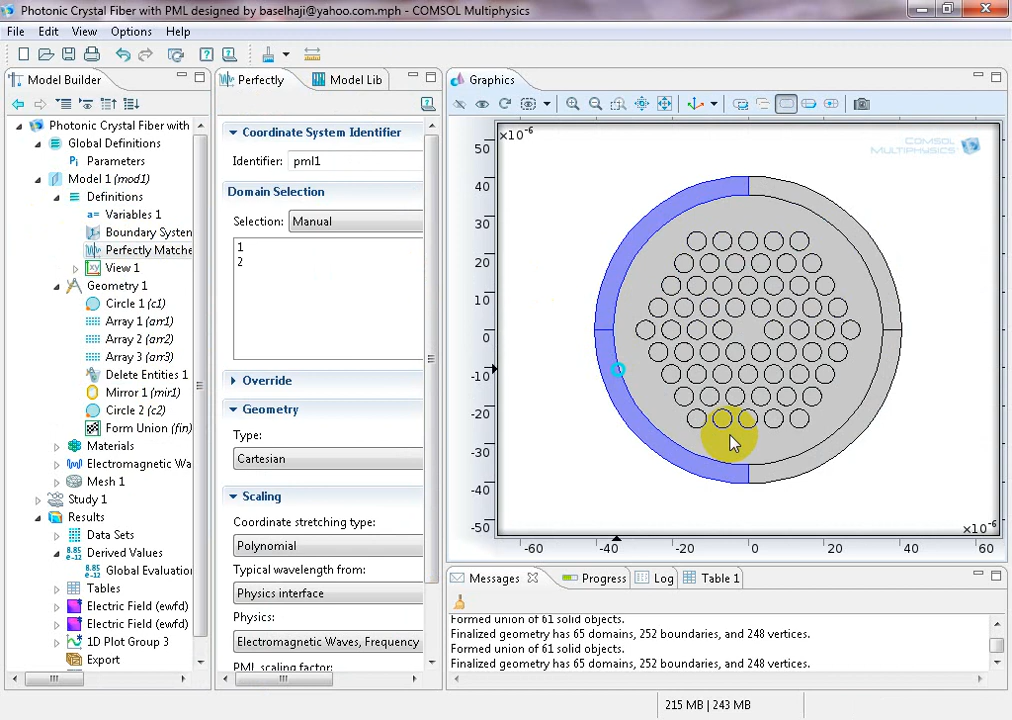 Photonic Crystal Fiber with PML designed by baselhaji@yahoo.com.mph - COMSOL Multiphysics
File Edit View Options Help
Model Builder
Photonic Crystal Fiber with
Global Definitions
Pi Parameters
Model 1 (mod1)
Definitions
a= Variables 1
Boundary System
Perfectly Matche
View 1
Geometry 1
Circle 1 (c1)
Array 1 (arr1)
Array 2 (arr2)
Array 3 (arr3)
Delete Entities 1
Mirror 1 (mir1)
Circle 2 (c2)
Form Union (fin)
Materials
Electromagnetic Wa
Mesh 1
Study 1
Results
Data Sets
Derived Values
Global Evaluation
Tables
Electric Field (ewfd)
Electric Field (ewfd)
1D Plot Group 3
Export
Perfectly
Model Lib
Coordinate System Identifier
Identifier: pml1
Domain Selection
Selection: Manual
1
2
Override
Geometry
Type:
Cartesian
Scaling
Coordinate stretching type:
Polynomial
Typical wavelength from:
Physics interface
Physics:
Electromagnetic Waves, Frequency
PML scaling factor:
Graphics
×10⁻⁶
COMSOL
MULTIPHYSICS
50
40
30
20
10
0
-10
-20
-30
-40
-50
×10⁻⁶
-60 -40 -20 0 20 40 60
Messages Progress Log Table 1
Formed union of 61 solid objects.
Finalized geometry has 65 domains, 252 boundaries, and 248 vertices.
Formed union of 61 solid objects.
Finalized geometry has 65 domains, 252 boundaries, and 248 vertices.
215 MB | 243 MB